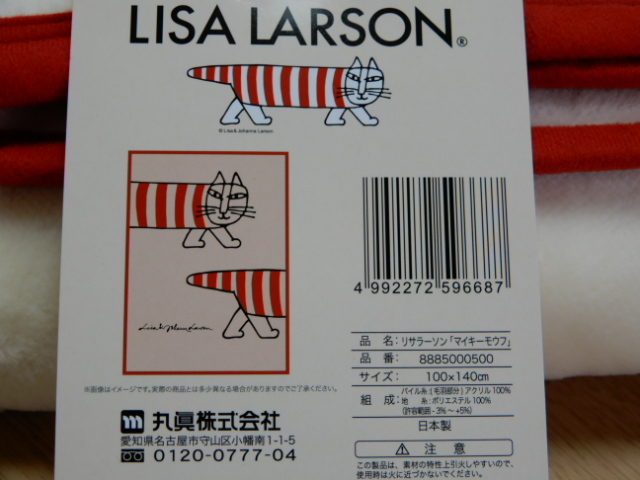 LISA LARSON®
© Lisa & Johanna Larson
4 992272 596687
品 名: リサラーソン「マイキーモウフ」
品 番: 8885000500
サイズ: 100×140cm
組 成: パイル糸:(毛羽部分)アクリル100%
地 糸:ポリエステル100%
(許容範囲 -3%～+5%)
日本製
※画像はイメージです。実際の商品とは多少異なる場合がありますのでご了承ください。
丸眞株式会社
愛知県名古屋市守山区小幡南1-1-5
0120-0777-04
注 意
この製品は、素材の特性上引火しやすいので、
使用時は火に近づかないでください。